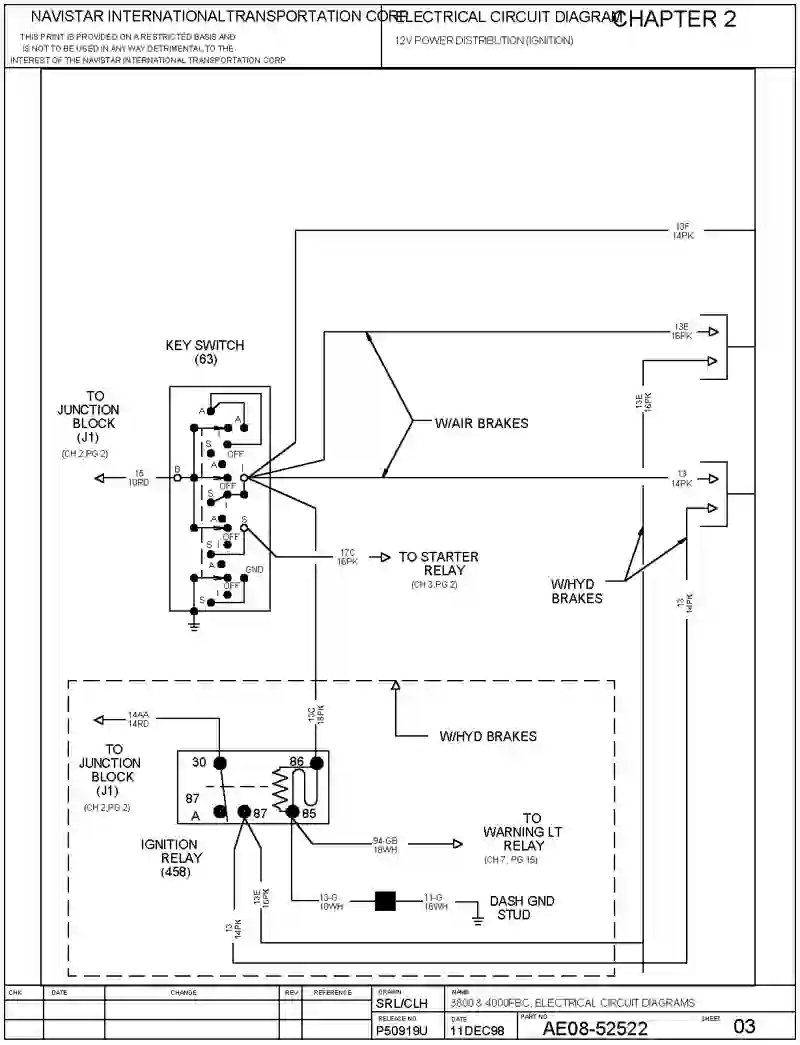 NAVISTAR INTERNATIONAL TRANSPORTATION CORP
THIS PRINT IS PROVIDED ON A RESTRICTED BASIS AND
IS NOT TO BE USED IN ANY WAY DETRIMENTAL TO THE
INTEREST OF THE NAVISTAR INTERNATIONAL TRANSPORTATION CORP
ELECTRICAL CIRCUIT DIAGRAM
CHAPTER 2
12V POWER DISTRIBUTION (IGNITION)
13F
14PK
13E
16PK
KEY SWITCH
(63)
TO
JUNCTION
BLOCK
(J1)
(CH 2,PG 2)
15
10RD
B
A
A
I
S
OFF
A
I
OFF
S
I
A
S
OFF
S
I
A
GND
OFF
I
S
W/AIR BRAKES
13E
16PK
13
14PK
17C
16PK
TO STARTER
RELAY
(CH 3,PG 2)
W/HYD
BRAKES
13
14PK
13C
18PK
14AA
14RD
TO
JUNCTION
BLOCK
(J1)
(CH 2,PG 2)
W/HYD BRAKES
30
86
87
A
87
85
IGNITION
RELAY
(458)
94-GB
18WH
TO
WARNING LT
RELAY
(CH 7, PG 15)
13
14PK
13E
16PK
13-G
18WH
11-G
18WH
DASH GND
STUD
CHK
DATE
CHANGE
REV
REFERENCE
DRAWN
SRL/CLH
NAME
3800 & 4000FBC, ELECTRICAL CIRCUIT DIAGRAMS
RELEASE NO.
P50919U
DATE
11DEC98
PART NO.
AE08-52522
SHEET
03